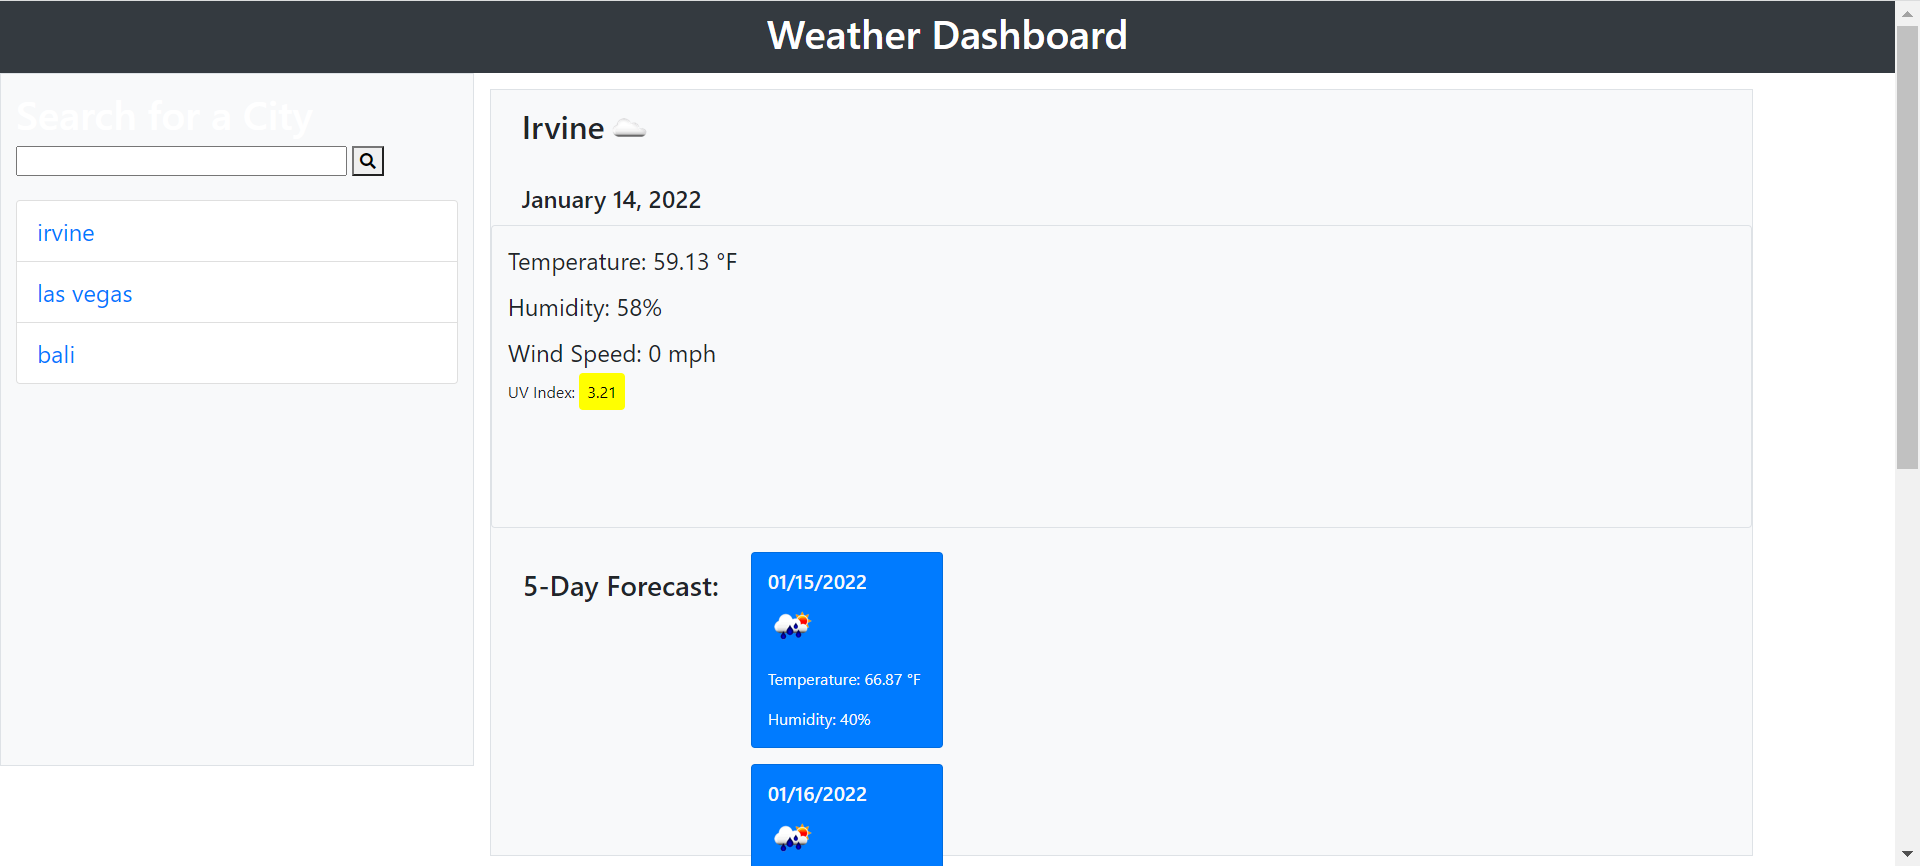 Weather Dashboard
Search for a City
irvine
las vegas
bali
Irvine
January 14, 2022
Temperature: 59.13 °F
Humidity: 58%
Wind Speed: 0 mph
UV Index: 3.21
5-Day Forecast:
01/15/2022
Temperature: 66.87 °F
Humidity: 40%
01/16/2022